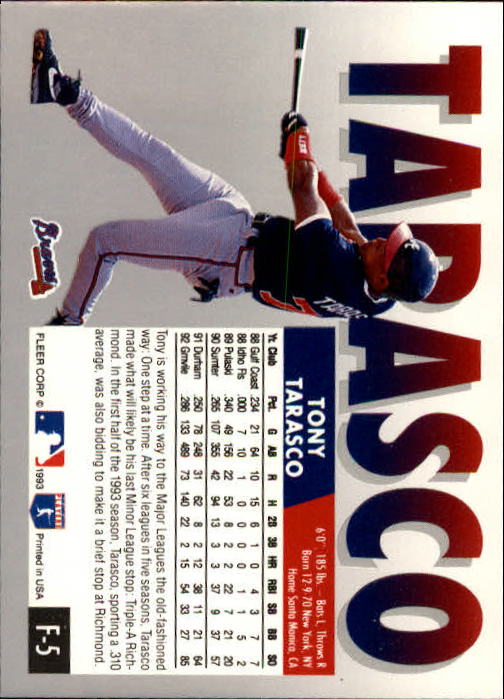 TARASCO
TARAS
7
Braves
TONY
TARASCO
6'0", 185 lbs. – Bats L, Throws R
Born 12-9-70 New York, NY
Home Santa Monica, CA
Yr. Club Pct. G AB R H 2B 3B HR RBI SB BB SO
88 Gulf Coast .234 21 64 10 15 6 1 0 4 3 7 7
88 Idho Fls .000 7 10 1 0 0 0 0 1 1 5 2
89 Pulaski .340 49 156 22 53 8 2 2 22 7 21 20
90 Sumter .265 107 355 42 94 13 3 3 37 9 37 57
91 Durham .250 78 248 31 62 8 2 12 38 11 21 64
92 Grnvlle .286 133 489 73 140 22 2 15 54 33 27 85
Tony is working his way to the Major Leagues the old-fashioned
way: One step at a time. After six leagues in five seasons, Tarasco
made what will likely be his last Minor League stop: Triple-A Rich-
mond. In the first half of the 1993 season, Tarasco, sporting a .310
average, was also bidding to make it a brief stop at Richmond.
FLEER CORP © 1993 Printed in USA F-5